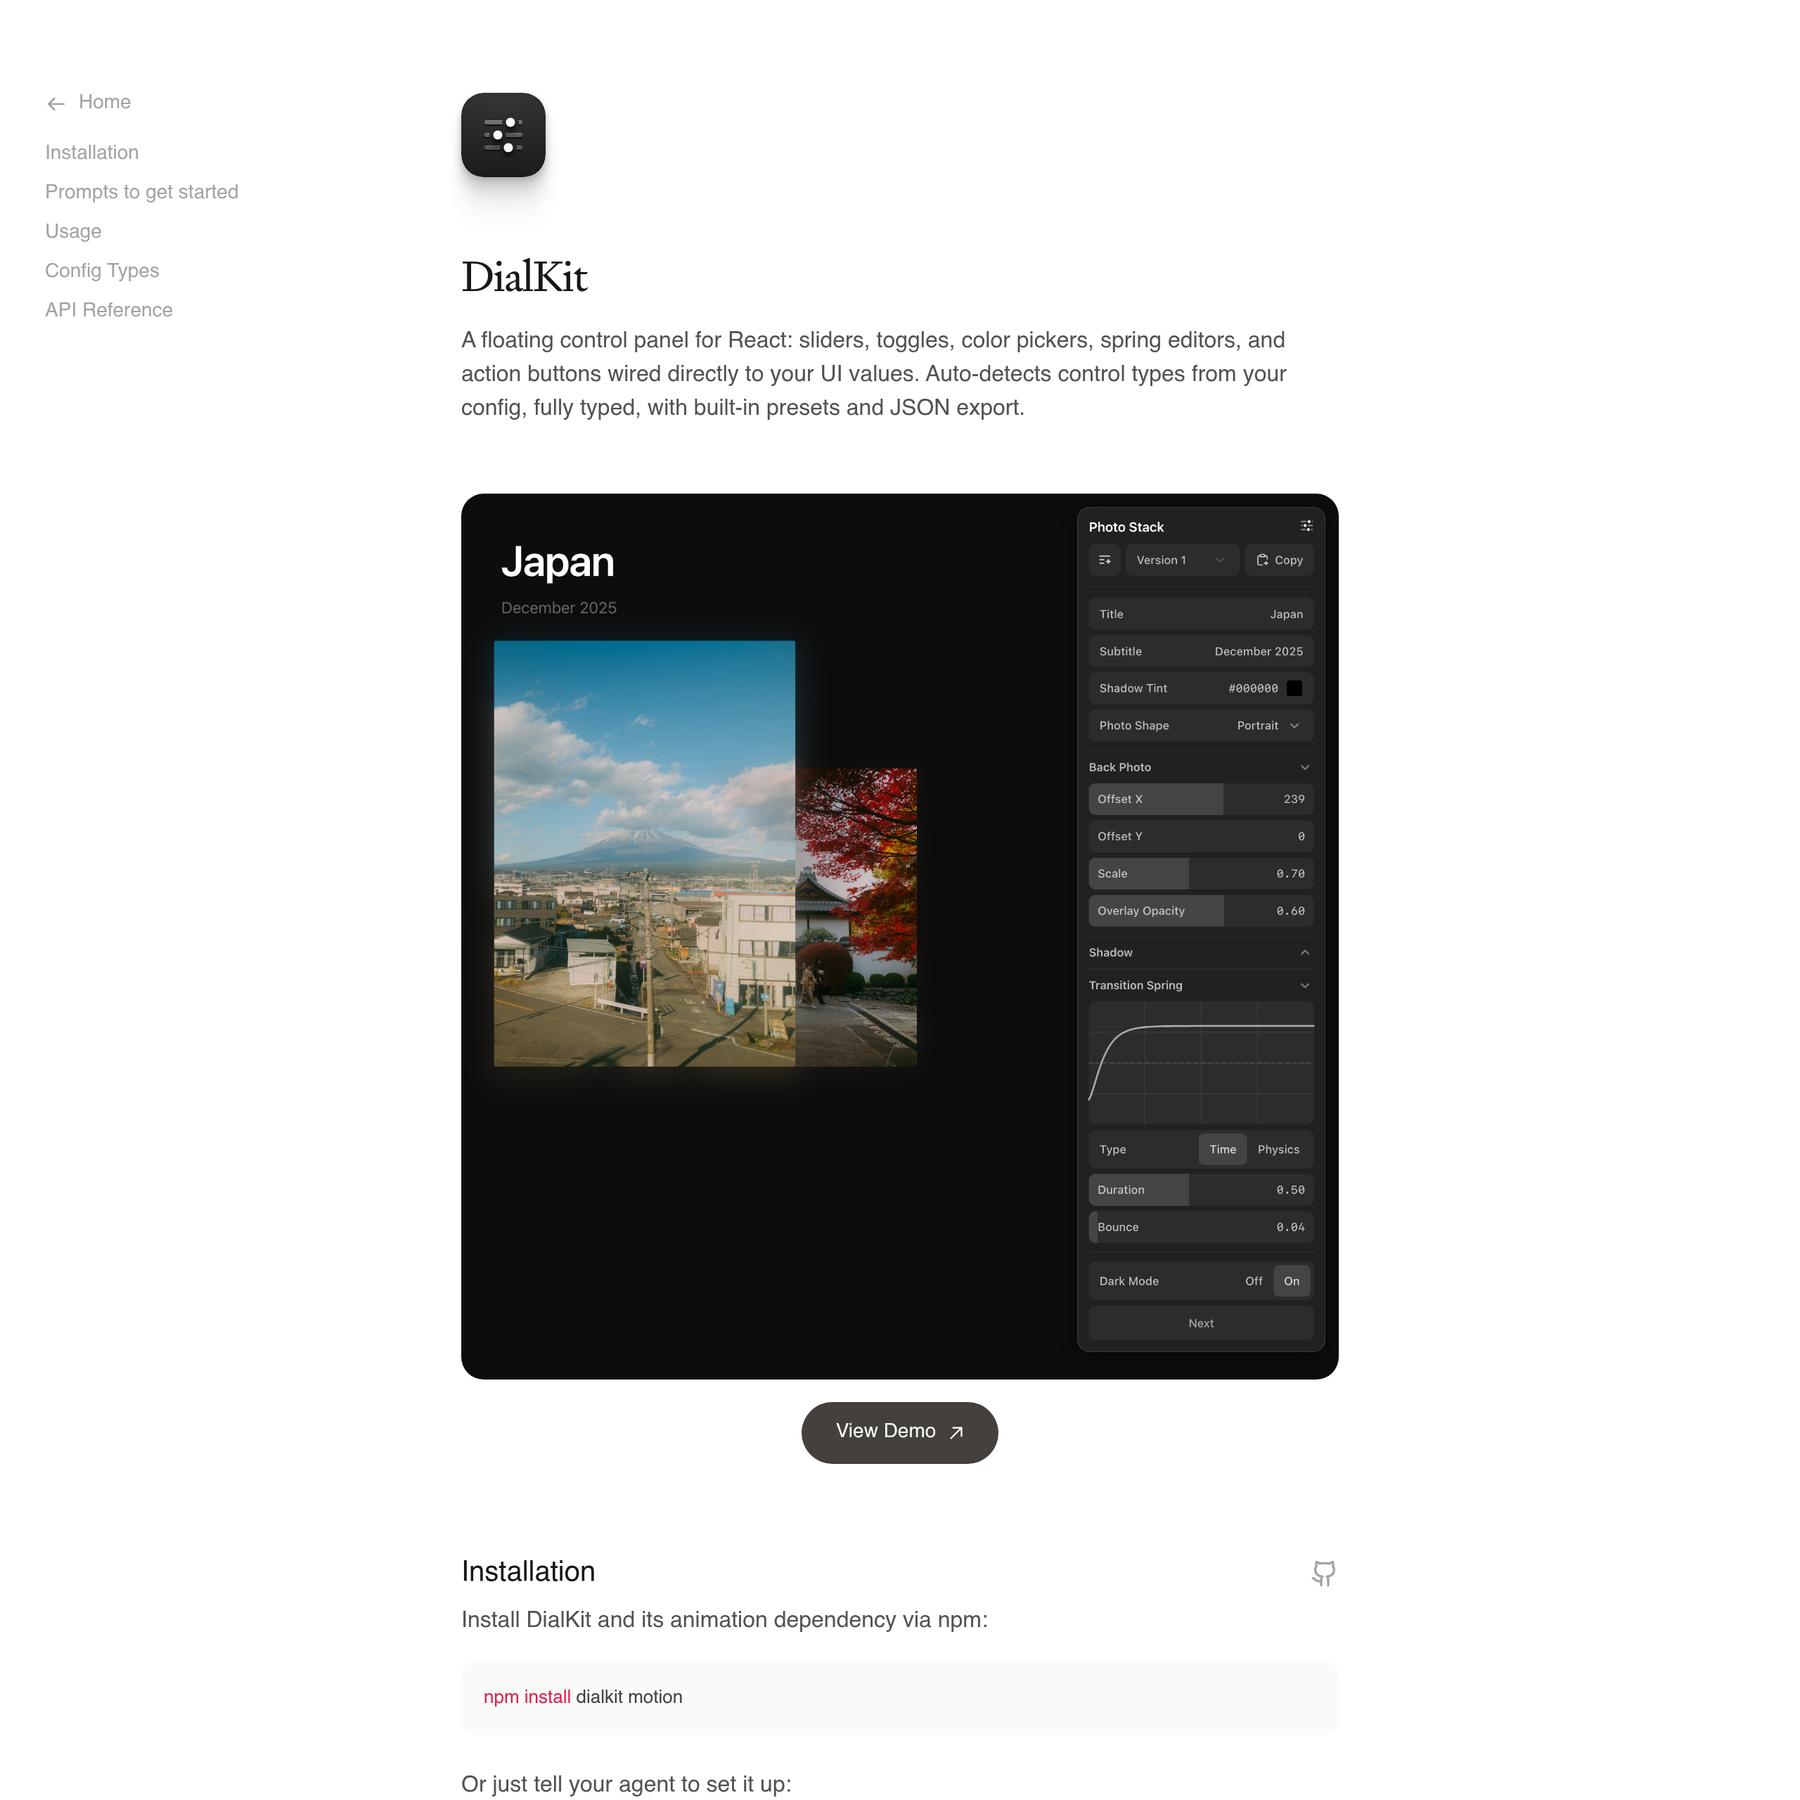 Home
Installation
Prompts to get started
Usage
Config Types
API Reference
DialKit
A floating control panel for React: sliders, toggles, color pickers, spring editors, and
action buttons wired directly to your UI values. Auto-detects control types from your
config, fully typed, with built-in presets and JSON export.
Japan
December 2025
Photo Stack
Version 1
Copy
Title Japan
Subtitle December 2025
Shadow Tint #000000
Photo Shape Portrait
Back Photo
Offset X 239
Offset Y 0
Scale 0.70
Overlay Opacity 0.60
Shadow
Transition Spring
Type Time Physics
Duration 0.50
Bounce 0.04
Dark Mode Off On
Next
View Demo
Installation
Install DialKit and its animation dependency via npm:
npm install dialkit motion
Or just tell your agent to set it up: